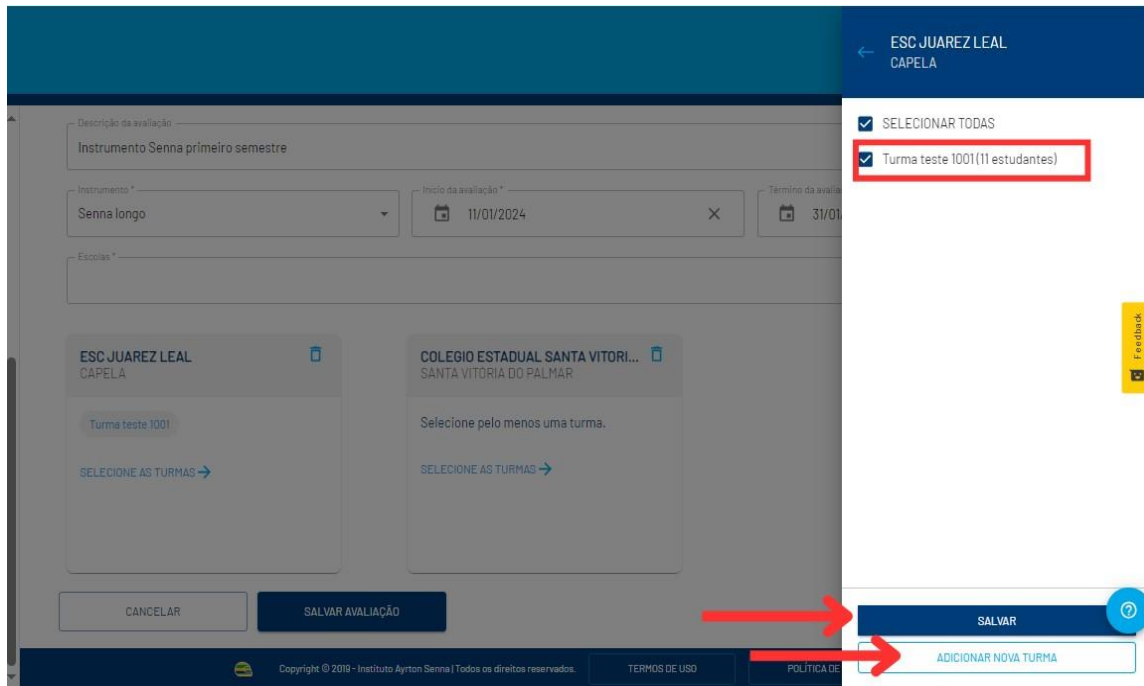 Descrição da avaliação
Instrumento Senna primeiro semestre
Instrumento *
Senna longo
Início da avaliação *
11/01/2024
Término da avalia
31/01/
Escolas *
ESC JUAREZ LEAL
CAPELA
Turma teste 1001
SELECIONE AS TURMAS
COLEGIO ESTADUAL SANTA VITORI...
SANTA VITÓRIA DO PALMAR
Selecione pelo menos uma turma.
SELECIONE AS TURMAS
CANCELAR
SALVAR AVALIAÇÃO
Copyright © 2019 - Instituto Ayrton Senna | Todos os direitos reservados.
TERMOS DE USO
POLÍTICA DE
ESC JUAREZ LEAL
CAPELA
SELECIONAR TODAS
Turma teste 1001 (11 estudantes)
Feedback
SALVAR
ADICIONAR NOVA TURMA